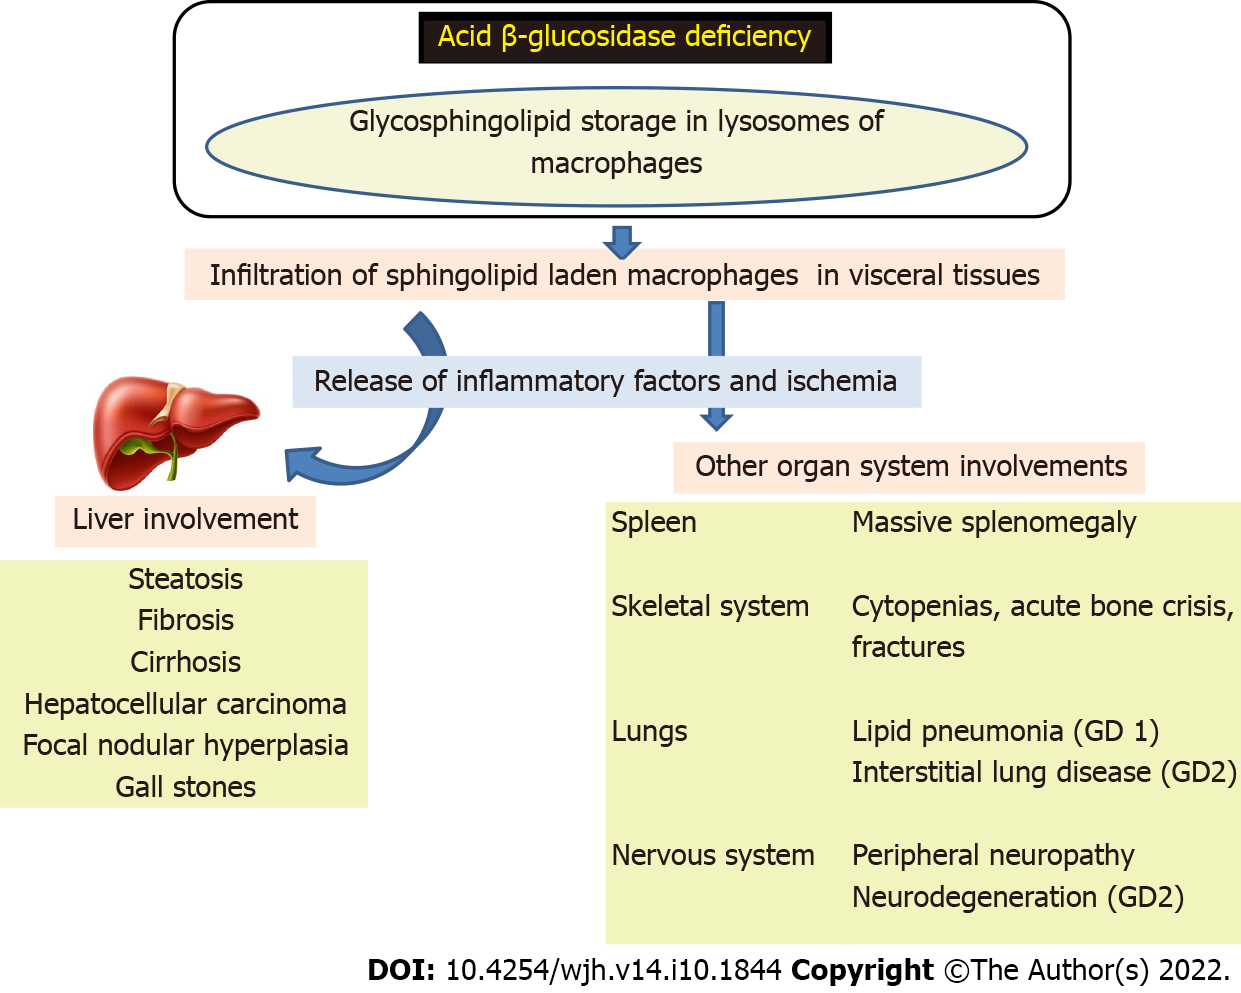 Acid β-glucosidase deficiency
Glycosphingolipid storage in lysosomes of
macrophages
Infiltration of sphingolipid laden macrophages in visceral tissues
Release of inflammatory factors and ischemia
Liver involvement
Steatosis
Fibrosis
Cirrhosis
Hepatocellular carcinoma
Focal nodular hyperplasia
Gall stones
Other organ system involvements
Spleen Massive splenomegaly
Skeletal system Cytopenias, acute bone crisis,
fractures
Lungs Lipid pneumonia (GD 1)
Interstitial lung disease (GD2)
Nervous system Peripheral neuropathy
Neurodegeneration (GD2)
DOI: 10.4254/wjh.v14.i10.1844 Copyright ©The Author(s) 2022.